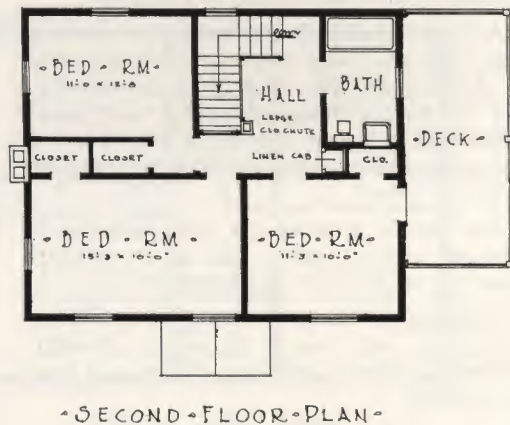 BED · RM
11'-0 x 12'-8
HALL
BATH
LEDGE
CLO. CHUTE
LINEN CAB
CLOSET
CLOSET
CLO.
· DECK ·
· BED · RM ·
15'-3 x 10'-0"
· BED · RM ·
11'-3 x 10'-0"
· SECOND · FLOOR · PLAN ·